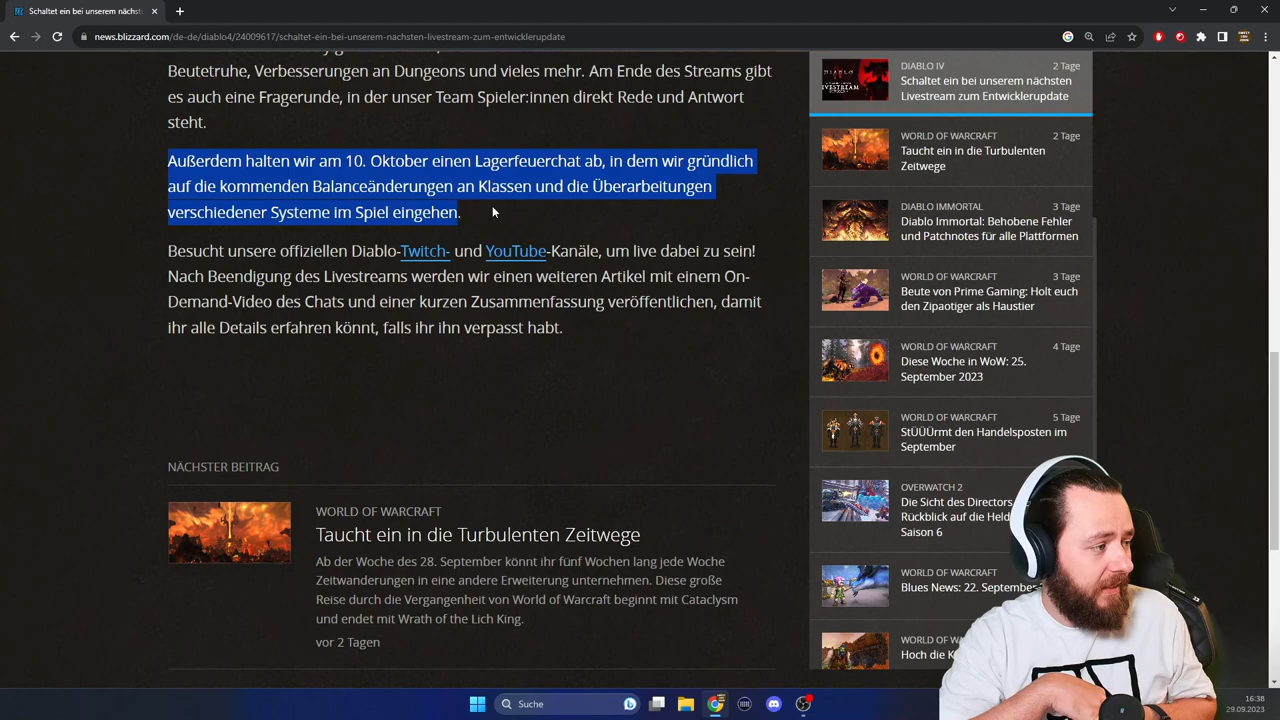 Schaltet ein bei unserem nächst
news.blizzard.com/de-de/diablo4/24009617/schaltet-ein-bei-unserem-nachsten-livestream-zum-entwicklerupdate
Beutetruhe, Verbesserungen an Dungeons und vieles mehr. Am Ende des Streams gibt
es auch eine Fragerunde, in der unser Team Spieler:innen direkt Rede und Antwort
steht.
Außerdem halten wir am 10. Oktober einen Lagerfeuerchat ab, in dem wir gründlich
auf die kommenden Balanceänderungen an Klassen und die Überarbeitungen
verschiedener Systeme im Spiel eingehen.
Besucht unsere offiziellen Diablo-Twitch- und YouTube-Kanäle, um live dabei zu sein!
Nach Beendigung des Livestreams werden wir einen weiteren Artikel mit einem On-
Demand-Video des Chats und einer kurzen Zusammenfassung veröffentlichen, damit
ihr alle Details erfahren könnt, falls ihr ihn verpasst habt.
NÄCHSTER BEITRAG
WORLD OF WARCRAFT
Taucht ein in die Turbulenten Zeitwege
Ab der Woche des 28. September könnt ihr fünf Wochen lang jede Woche
Zeitwanderungen in eine andere Erweiterung unternehmen. Diese große
Reise durch die Vergangenheit von World of Warcraft beginnt mit Cataclysm
und endet mit Wrath of the Lich King.
vor 2 Tagen
DIABLO IV 2 Tage
Schaltet ein bei unserem nächsten
Livestream zum Entwicklerupdate
WORLD OF WARCRAFT 2 Tage
Taucht ein in die Turbulenten
Zeitwege
DIABLO IMMORTAL 3 Tage
Diablo Immortal: Behobene Fehler
und Patchnotes für alle Plattformen
WORLD OF WARCRAFT 3 Tage
Beute von Prime Gaming: Holt euch
den Zipaotiger als Haustier
WORLD OF WARCRAFT 4 Tage
Diese Woche in WoW: 25.
September 2023
WORLD OF WARCRAFT 5 Tage
StÜÜÜrmt den Handelsposten im
September
OVERWATCH 2
Die Sicht des Directors
Rückblick auf die Held
Saison 6
WORLD OF WARCRAFT
Blues News: 22. September
WORLD OF WA
Hoch die K
Suche
16:38
29.09.2023